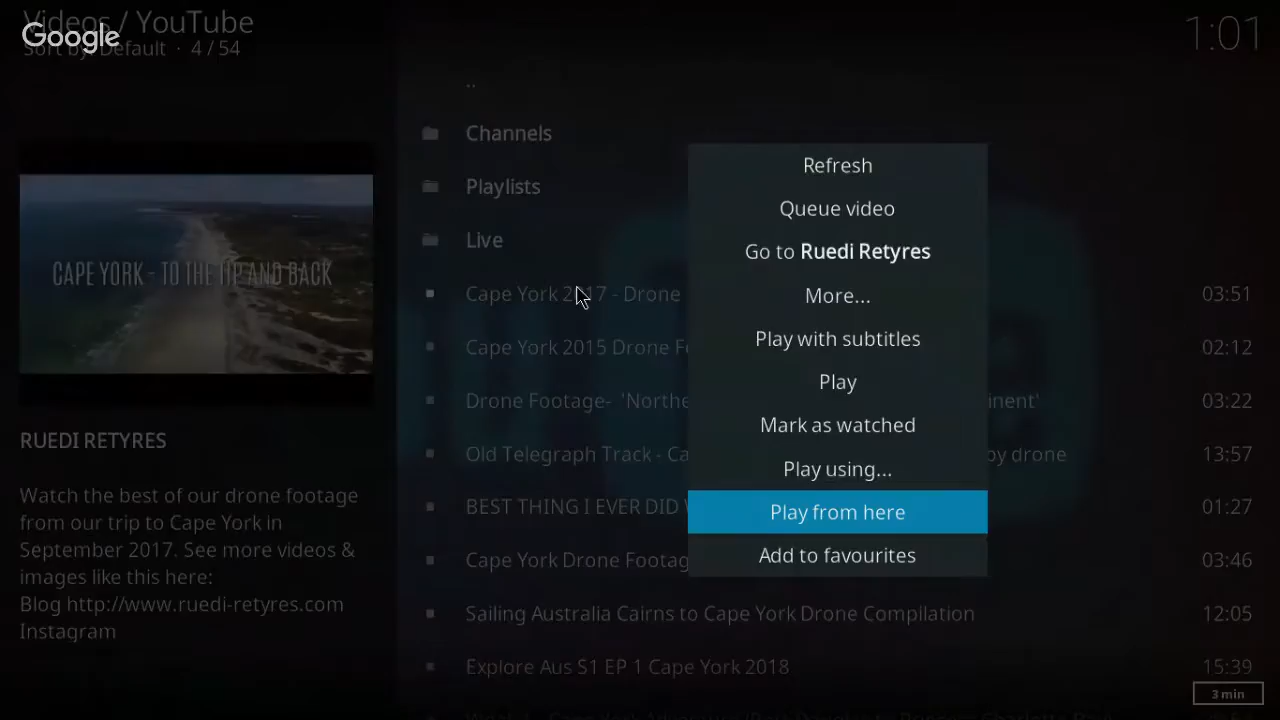 Videos / YouTube
Google
Sort by: Default · 4 / 54
1:01
..
Channels
Playlists
Live
Cape York 2017 - Drone
03:51
Cape York 2015 Drone F
02:12
Drone Footage- 'Northe
inent'
03:22
Old Telegraph Track - Ca
by drone
13:57
BEST THING I EVER DID
01:27
Cape York Drone Footag
03:46
Sailing Australia Cairns to Cape York Drone Compilation
12:05
Explore Aus S1 EP 1 Cape York 2018
15:39
CAPE YORK - TO THE TIP AND BACK
RUEDI RETYRES
Watch the best of our drone footage
from our trip to Cape York in
September 2017. See more videos &
images like this here:
Blog http://www.ruedi-retyres.com
Instagram
Refresh
Queue video
Go to Ruedi Retyres
More...
Play with subtitles
Play
Mark as watched
Play using...
Play from here
Add to favourites
3 min